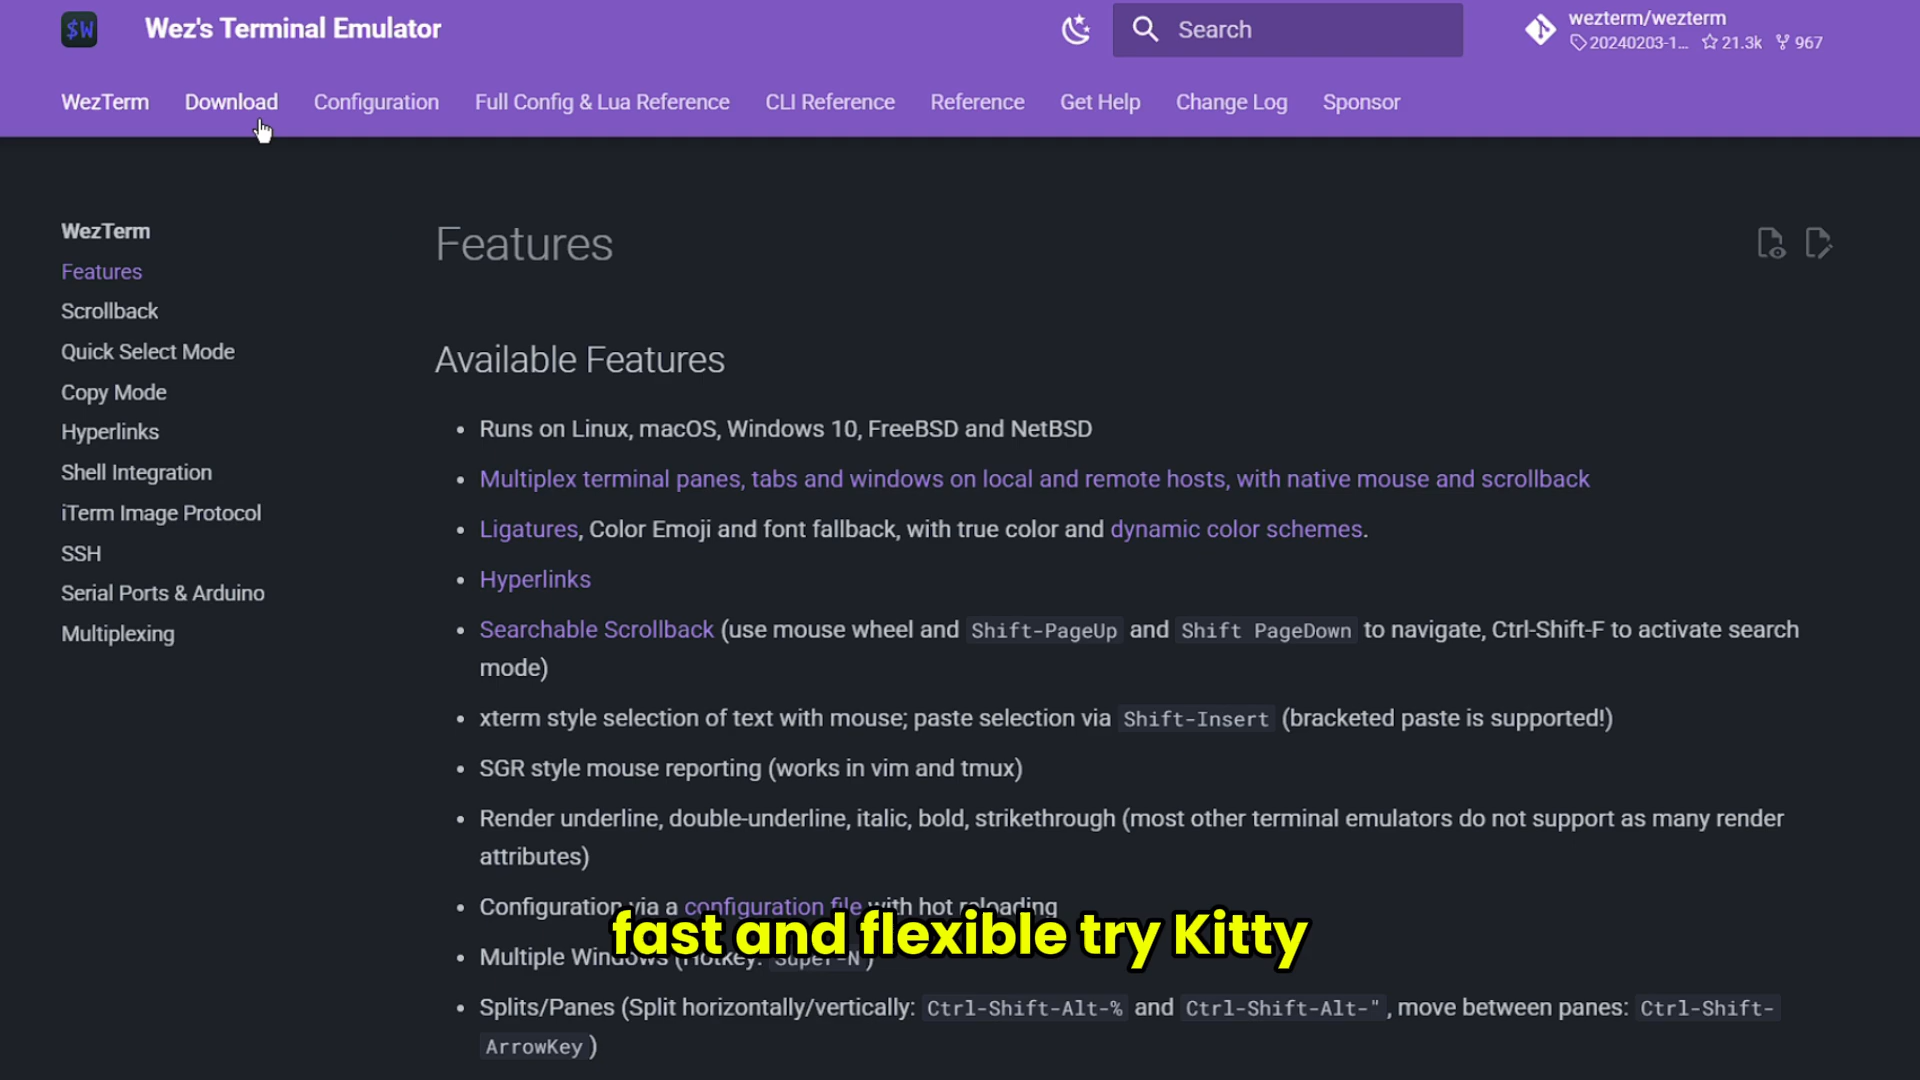 $W
Wez's Terminal Emulator
Search
wezterm/wezterm
20240203-1... 21.3k 967
WezTerm Download Configuration Full Config & Lua Reference CLI Reference Reference Get Help Change Log Sponsor
WezTerm
Features
Scrollback
Quick Select Mode
Copy Mode
Hyperlinks
Shell Integration
iTerm Image Protocol
SSH
Serial Ports & Arduino
Multiplexing
Features
Available Features
• Runs on Linux, macOS, Windows 10, FreeBSD and NetBSD
• Multiplex terminal panes, tabs and windows on local and remote hosts, with native mouse and scrollback
• Ligatures, Color Emoji and font fallback, with true color and dynamic color schemes.
• Hyperlinks
• Searchable Scrollback (use mouse wheel and Shift-PageUp and Shift PageDown to navigate, Ctrl-Shift-F to activate search
mode)
• xterm style selection of text with mouse; paste selection via Shift-Insert (bracketed paste is supported!)
• SGR style mouse reporting (works in vim and tmux)
• Render underline, double-underline, italic, bold, strikethrough (most other terminal emulators do not support as many render
attributes)
• Configuration via a configuration file with hot reloading
fast and flexible try Kitty
• Multiple Windows (Hotkey: Super-N)
• Splits/Panes (Split horizontally/vertically: Ctrl-Shift-Alt-% and Ctrl-Shift-Alt-", move between panes: Ctrl-Shift-
ArrowKey)